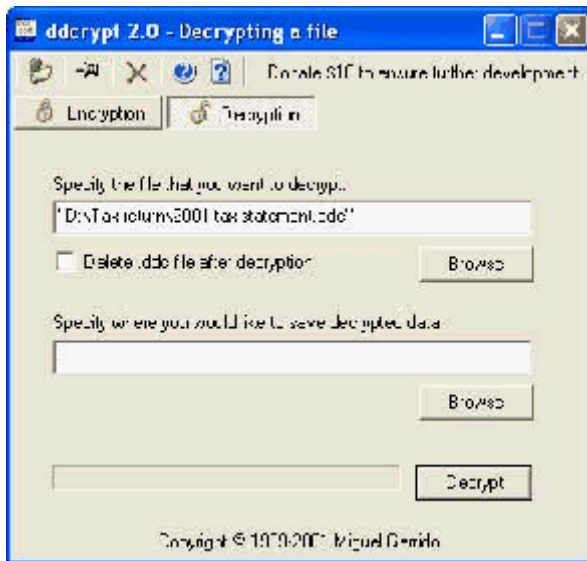 ddcrypt 2.0 - Decrypting a file
Donate $10 to ensure further development
Encryption Decryption
Specify the file that you want to decrypt:
"D:\Tax returns\2001 tax statement.ddc"
Delete .ddc file after decryption
Browse
Specify where you would like to save decrypted data
Browse
Decrypt
Copyright © 1999-2001 Miguel Garrido